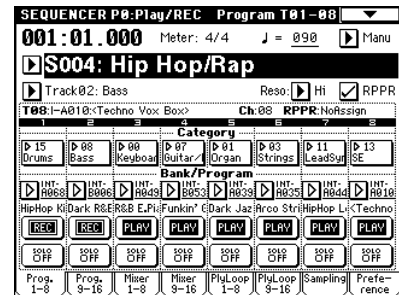 SEQUENCER P0:Play/REC Program T01-08
001:01.000 Meter: 4/4 ♩= 090 Manu
S004: Hip Hop/Rap
Track02: Bass Reso: Hi RPPR
T08:I-A010:<Techno Vox Box> Ch:08 RPPR:NoAssign
1 2 3 4 5 6 7 8
Category
15 08 00 07 01 03 11 13
Drums Bass Keyboar Guitar/ Organ Strings LeadSyn SE
Bank/Program
INT- INT- INT- INT- INT- INT- INT- INT-
A068 B006 A049 B053 A039 A035 A044 A010
HipHop Ki Dark R&E R&B E.Pi Funkin' G Dark Jaz Arco Stri HipHop Le <Techno
REC REC PLAY PLAY PLAY PLAY PLAY PLAY
SOLO SOLO SOLO SOLO SOLO SOLO SOLO SOLO
OFF OFF OFF OFF OFF OFF OFF OFF
Prog. Prog. Mixer Mixer PlyLoop PlyLoop Sampling Prefe-
1-8 9-16 1-8 9-16 1-8 9-16 rence